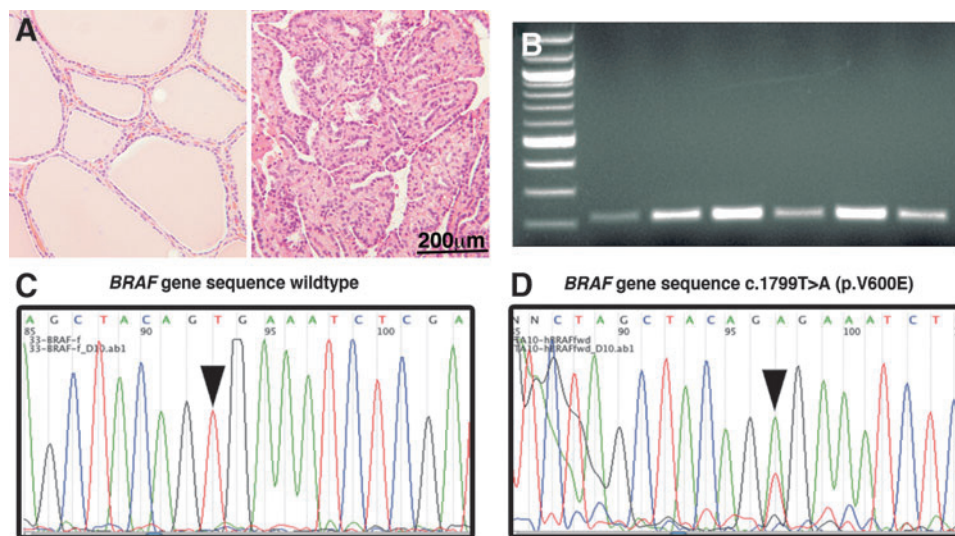 A
B
200µm
C
BRAF gene sequence wildtype
A G C T A C A G T G A A A T C T C G A
85 90 95 100
33-BRAF-f
33-BRAF-f_D10.ab1
D
BRAF gene sequence c.1799T>A (p.V600E)
N N C T A G C T A C A G A G A A A T C T
90 100